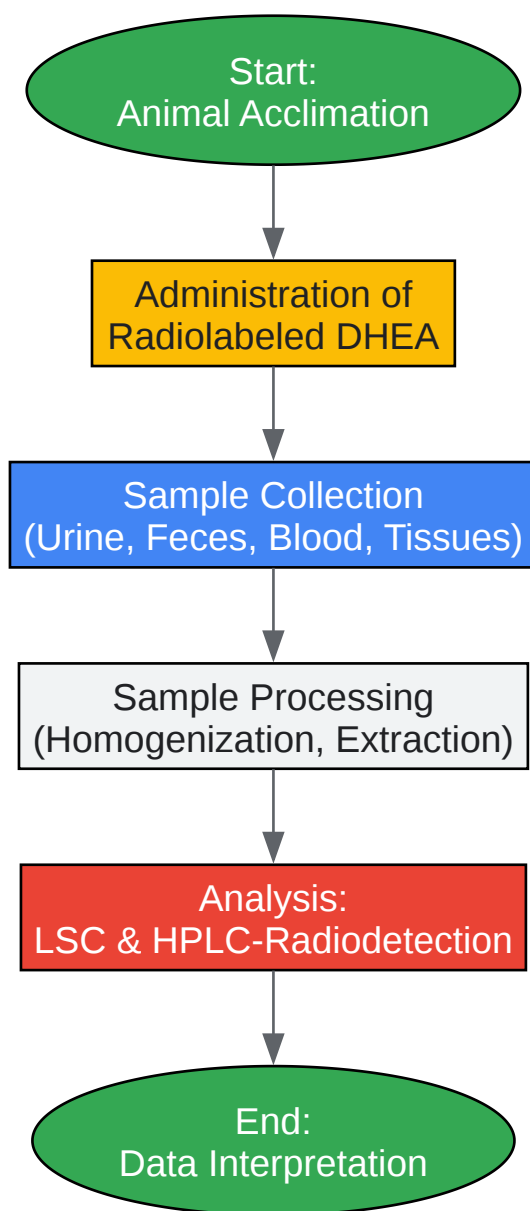 Start:
Animal Acclimation
Administration of
Radiolabeled DHEA
Sample Collection
(Urine, Feces, Blood, Tissues)
Sample Processing
(Homogenization, Extraction)
Analysis:
LSC & HPLC-Radiodetection
End:
Data Interpretation